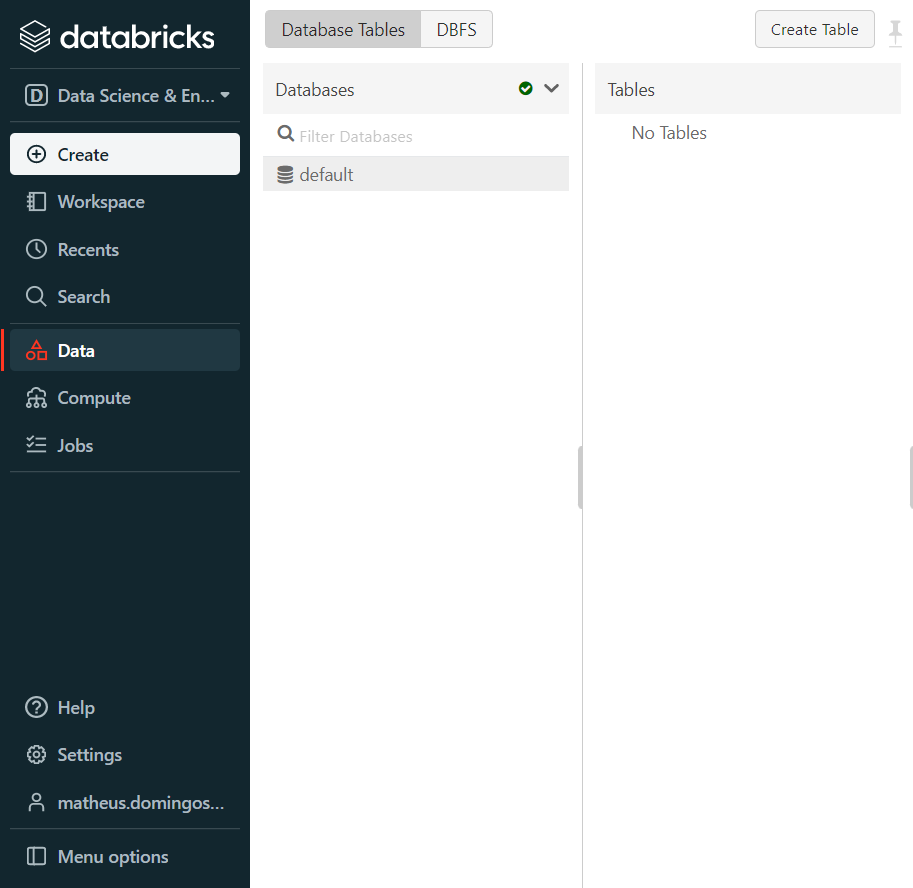 databricks
D Data Science & En...
Create
Workspace
Recents
Search
Data
Compute
Jobs
Help
Settings
matheus.domingos...
Menu options
Database Tables
DBFS
Create Table
Databases
Filter Databases
default
Tables
No Tables